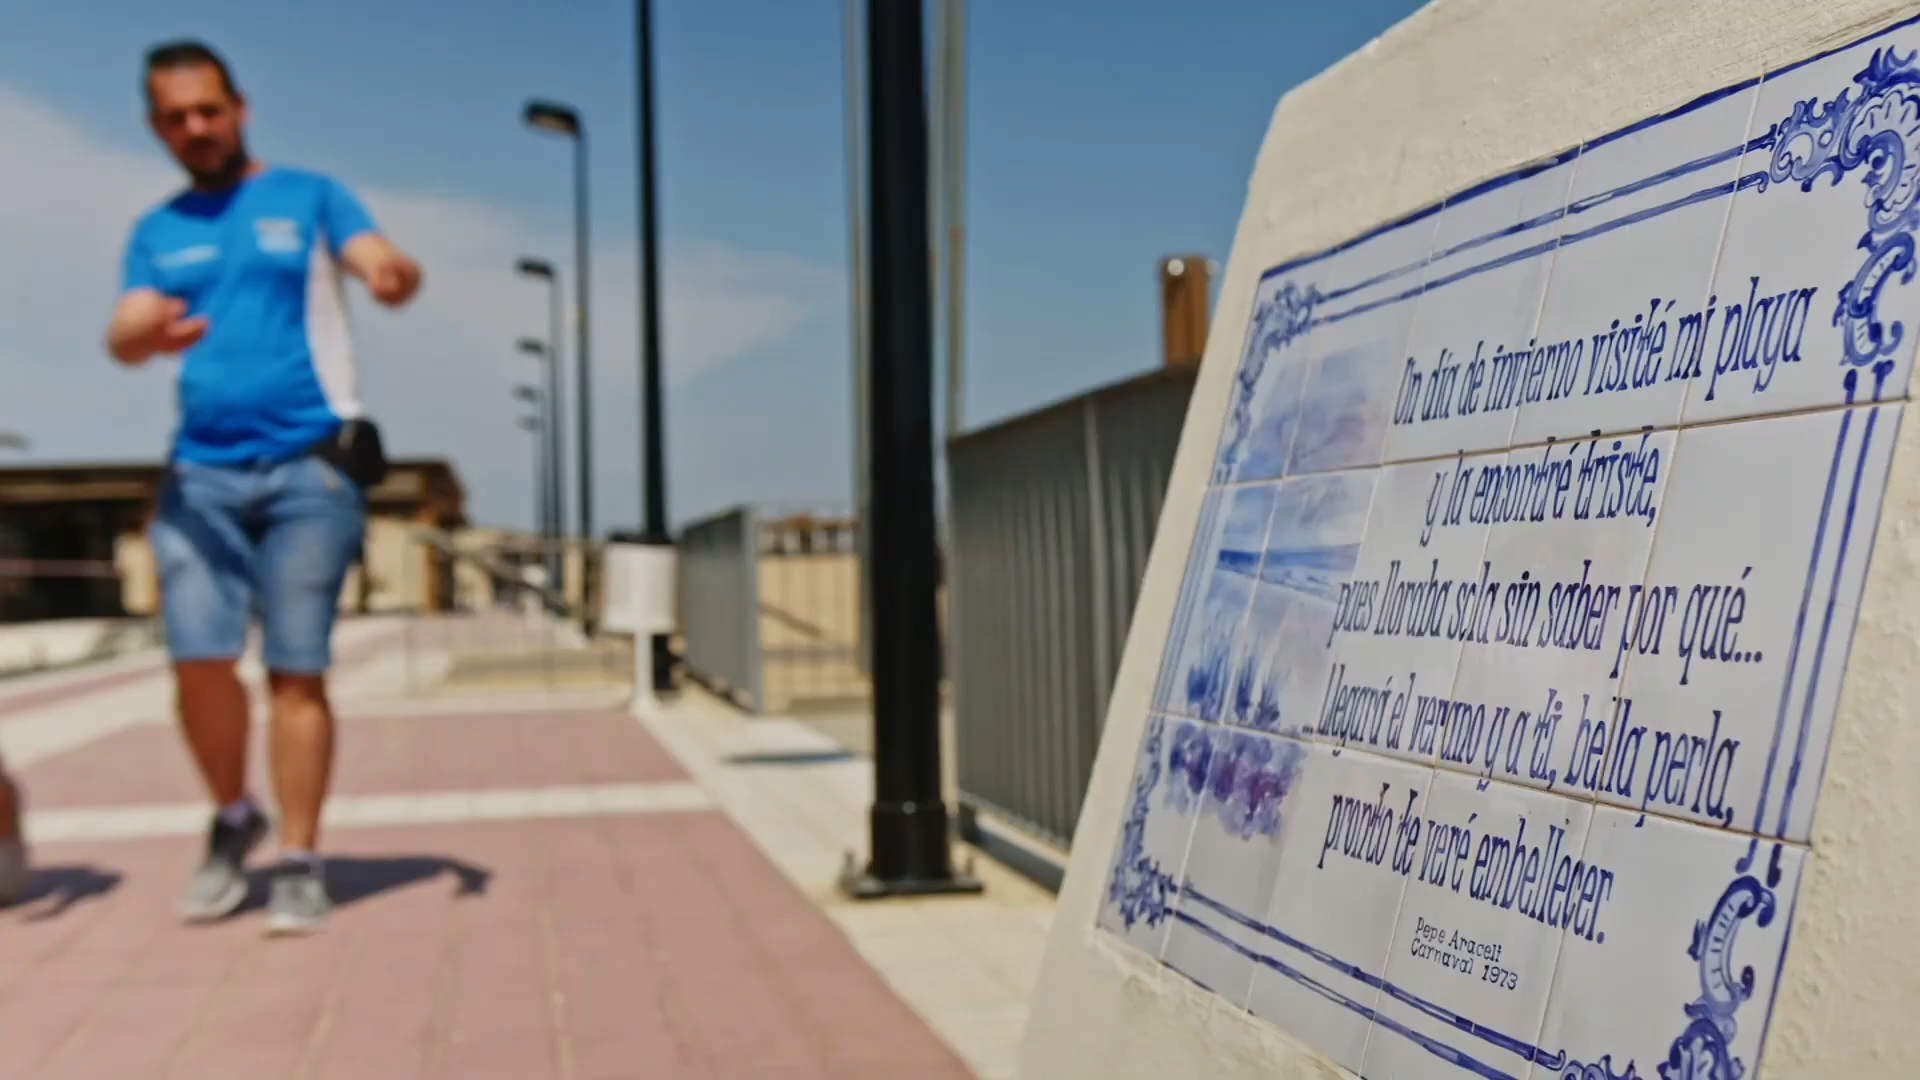 Un día de invierno visité mi playa
y la encontré triste,
pues lloraba sola sin saber por qué...
...Llegará el verano y a ti, bella perla,
pronto te veré embellecer.
Pepe Araceli
Carnaval 1973